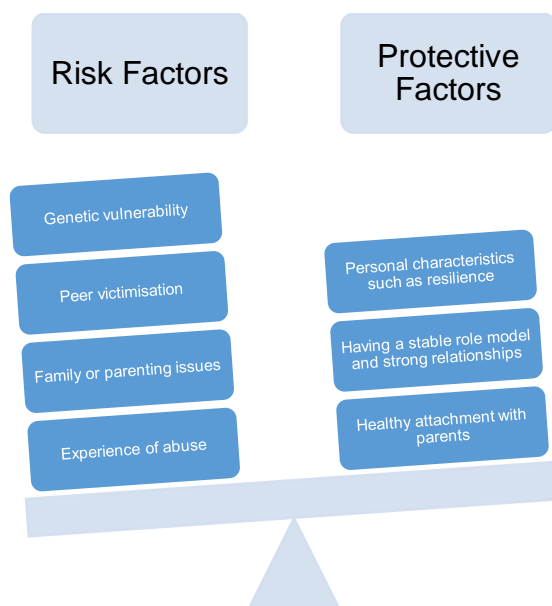 Risk Factors
Protective
Factors
Genetic vulnerability
Peer victimisation
Family or parenting issues
Experience of abuse
Personal characteristics
such as resilience
Having a stable role model
and strong relationships
Healthy attachment with
parents